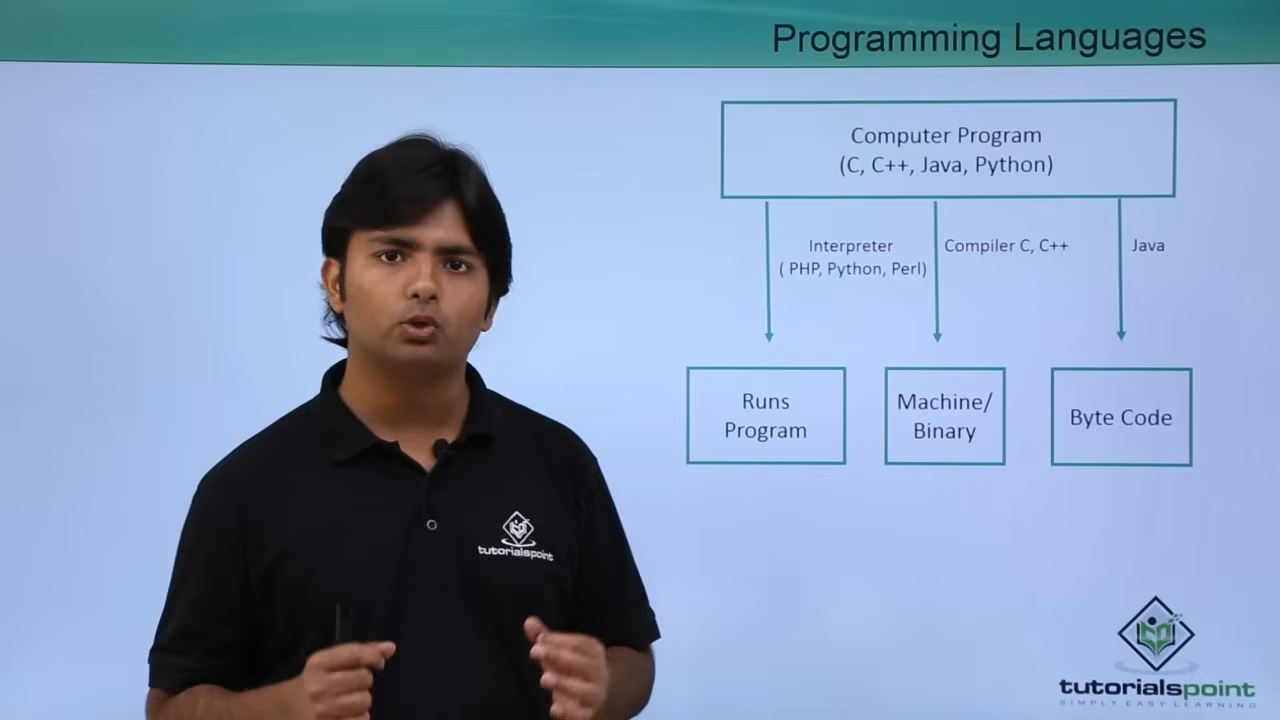 Programming Languages
Computer Program
(C, C++, Java, Python)
Interpreter
( PHP, Python, Perl)
Compiler C, C++
Java
Runs
Program
Machine/
Binary
Byte Code
tutorialspoint
tutorialspoint
SIMPLY EASY LEARNING